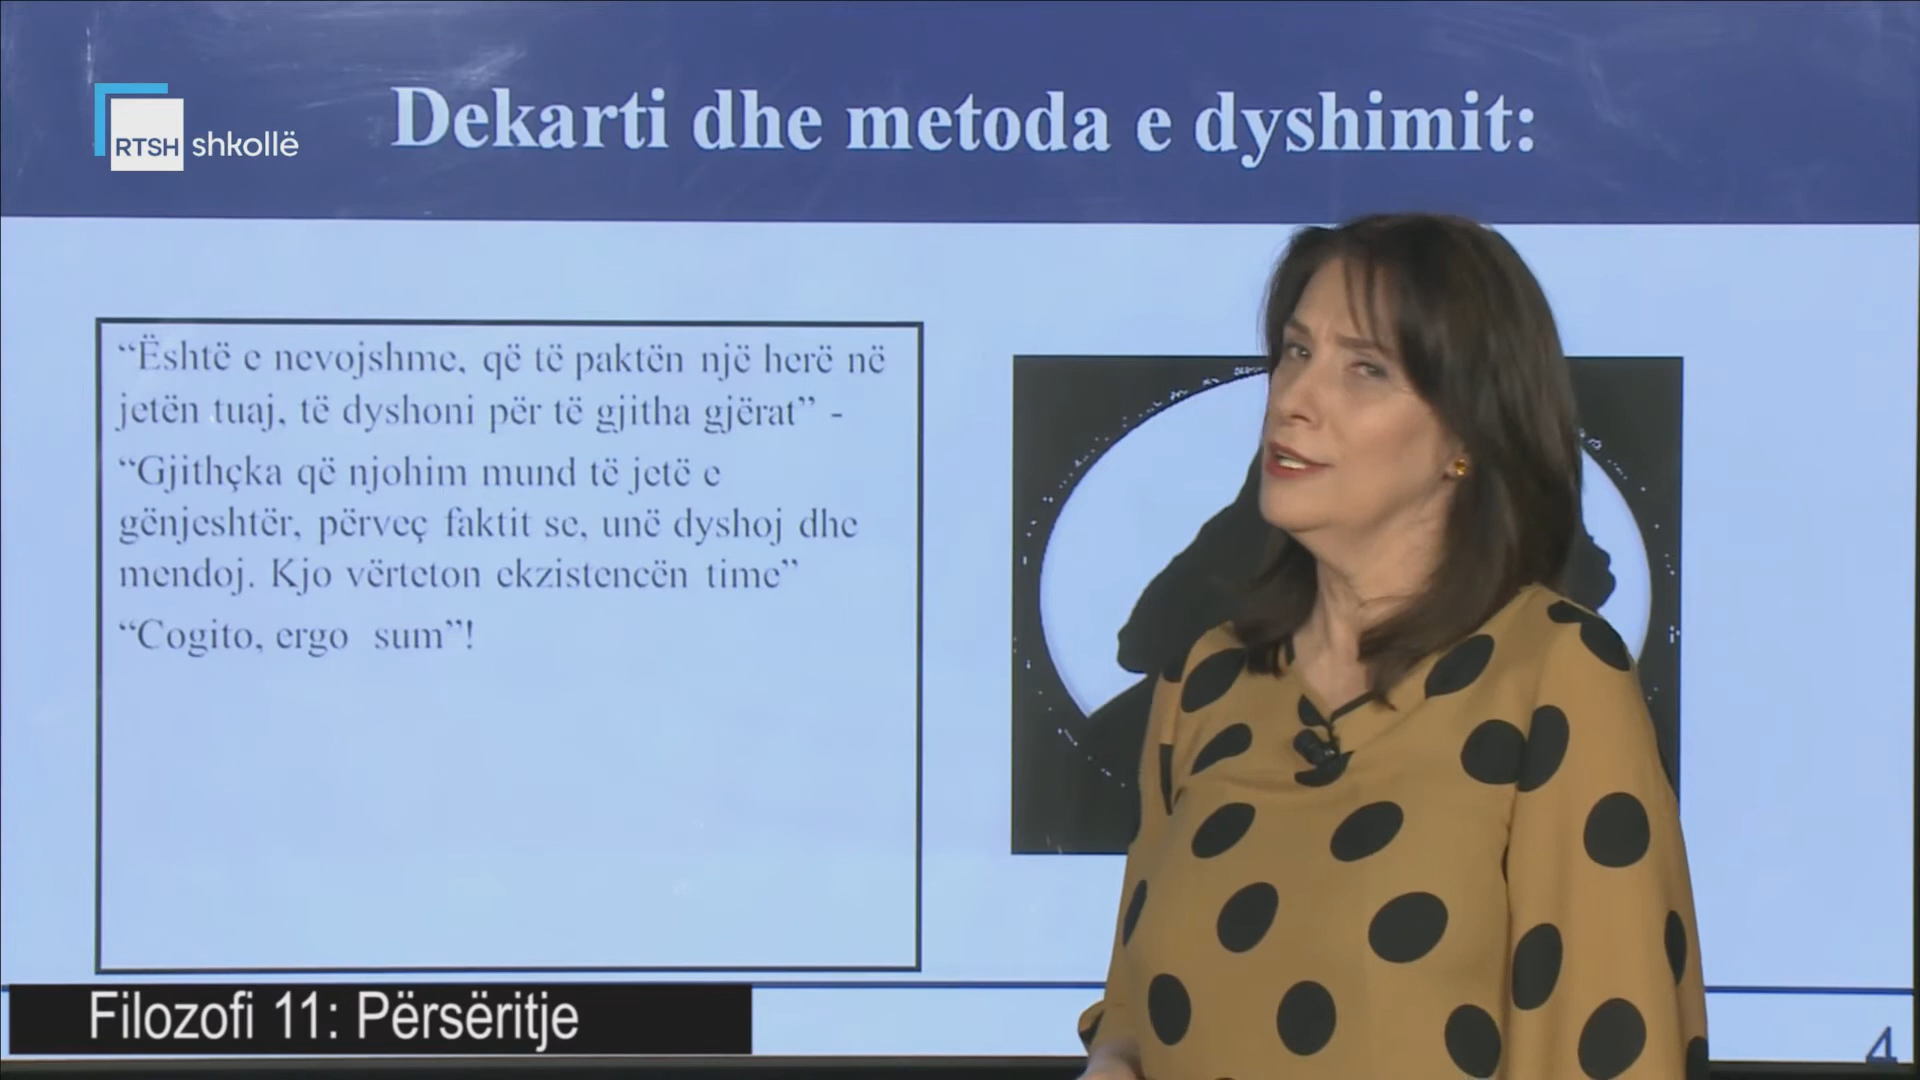 RTSH shkollë
Dekarti dhe metoda e dyshimit:
“Është e nevojshme, që të paktën një herë në
jetën tuaj, të dyshoni për të gjitha gjërat” -
“Gjithçka që njohim mund të jetë e
gënjeshtër, përveç faktit se, unë dyshoj dhe
mendoj. Kjo vërteton ekzistencën time”
“Cogito, ergo sum”!
Filozofi 11: Përsëritje
4